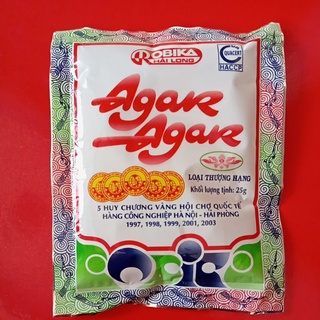 ROBIKA
HẢI LONG
QUACERT
HACCP
Agar
Agar
LOẠI THƯỢNG HẠNG
Khối lượng tịnh: 25g
5 HUY CHƯƠNG VÀNG HỘI CHỢ QUỐC TẾ
HÀNG CÔNG NGHIỆP HÀ NỘI - HẢI PHÒNG
1997, 1998, 1999, 2001, 2003